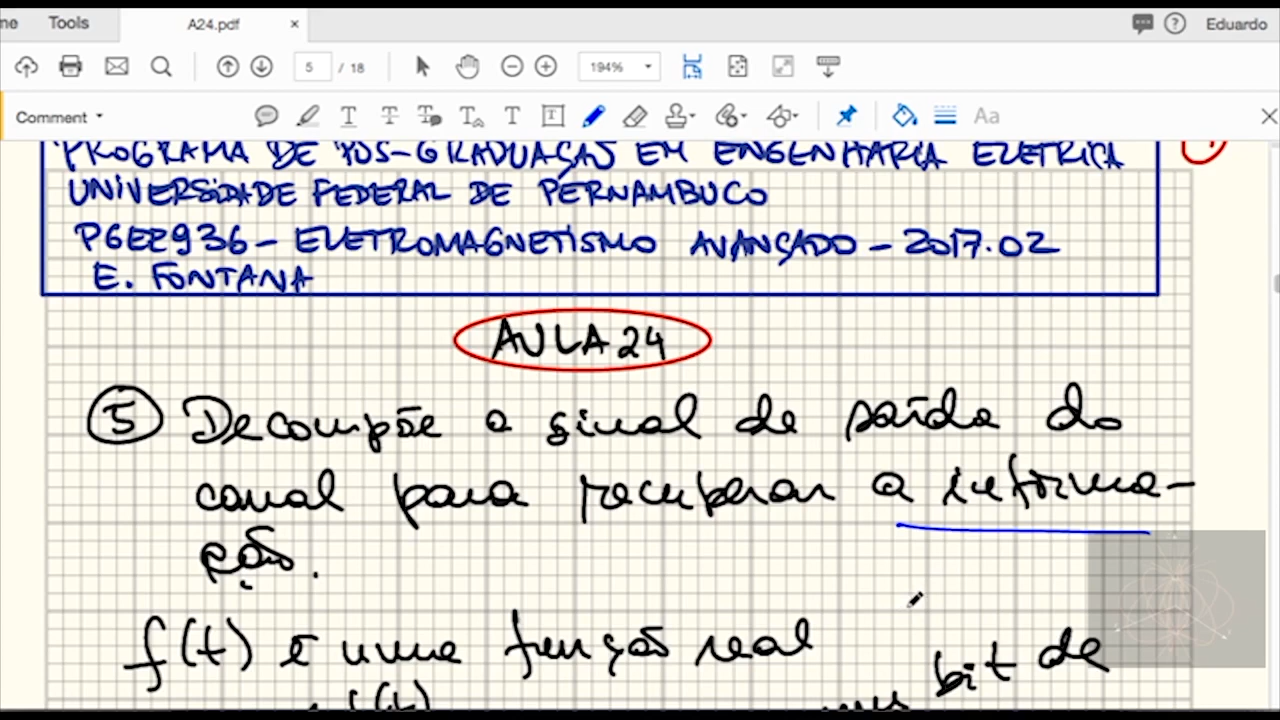 me Tools A24.pdf × ? Eduardo
5 / 18 194%
Comment Aa ×
PROGRAMA DE PÓS-GRADUAÇÃO EM ENGENHARIA ELÉTRICA
UNIVERSIDADE FEDERAL DE PERNAMBUCO
PGEE936 - ELETROMAGNETISMO AVANÇADO - 2017.02
E. FONTANA
AULA 24
5 Decompõe o sinal de saída do
canal para recuperar a informa-
ção.
f(t) é uma função real
bit de
f(t)